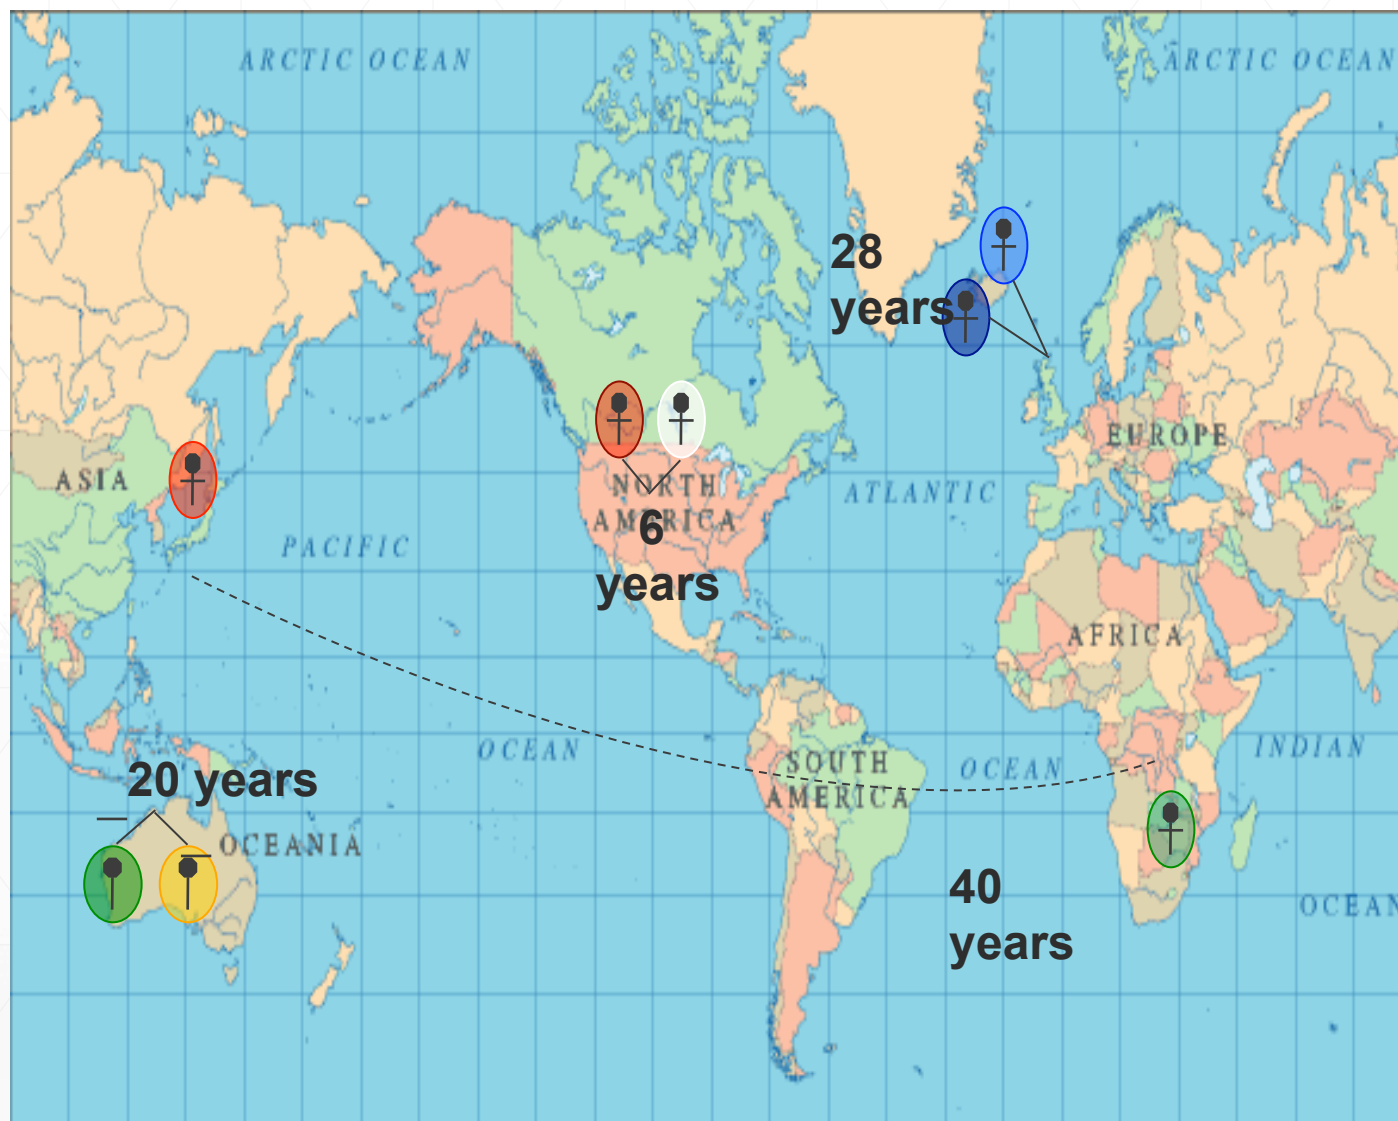 ARCTIC OCEAN
ARCTIC OCEAN
28
years
EUROPE
ASIA
NORTH
AMERICA
6
years
ATLANTIC
PACIFIC
AFRICA
OCEAN
SOUTH
AMERICA
OCEAN
INDIAN
20 years
OCEANIA
40
years
OCEAN